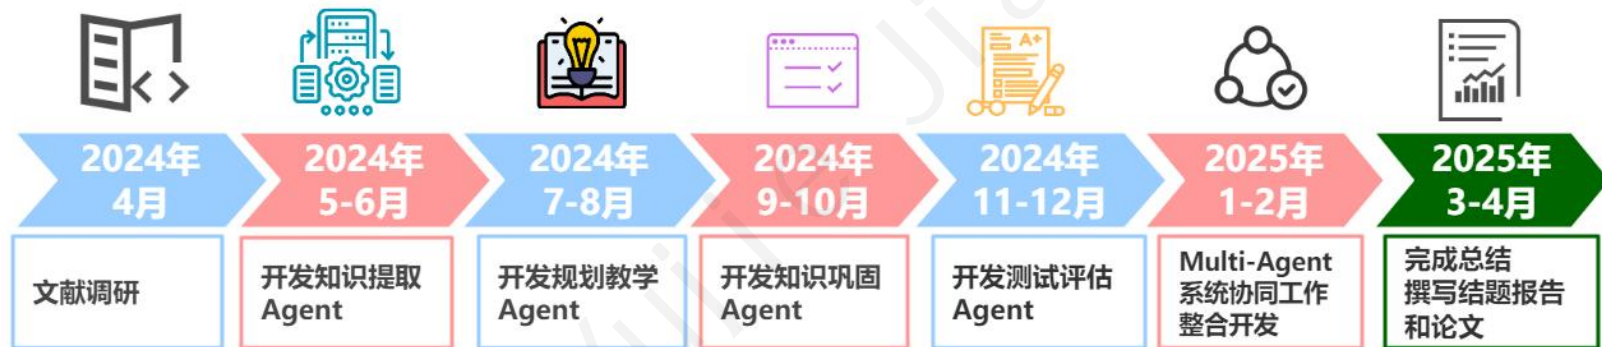 A+
2024年
4月
2024年
5-6月
2024年
7-8月
2024年
9-10月
2024年
11-12月
2025年
1-2月
2025年
3-4月
文献调研
开发知识提取
Agent
开发规划教学
Agent
开发知识巩固
Agent
开发测试评估
Agent
Multi-Agent
系统协同工作
整合开发
完成总结
撰写结题报告
和论文